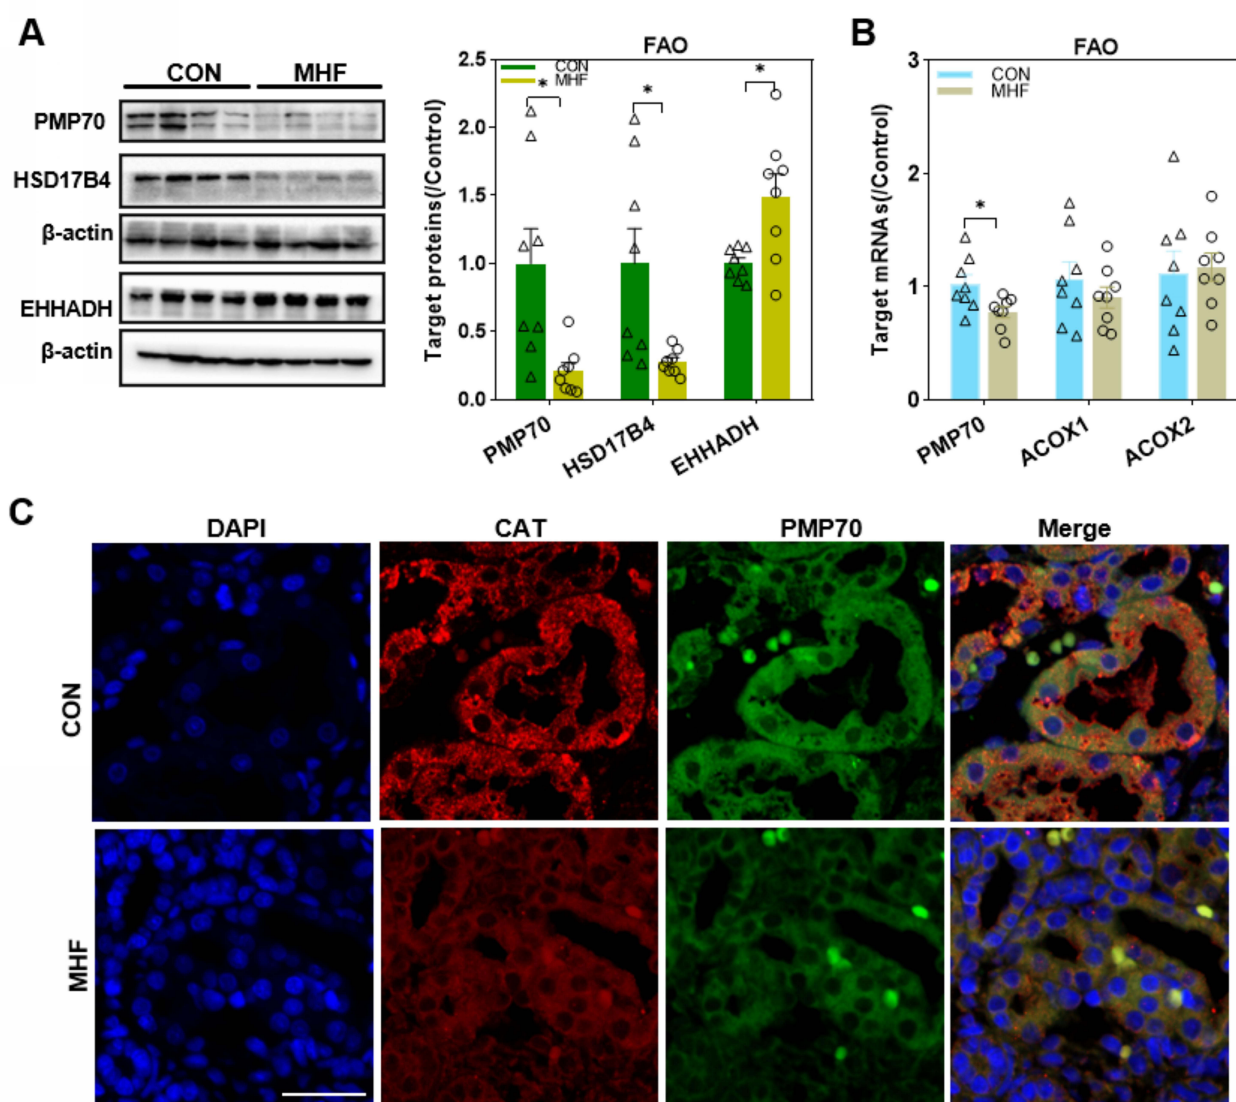 A
CON MHF
PMP70
HSD17B4
β-actin
EHHADH
β-actin
FAO
CON
MHF
Target proteins(/Control)
2.5
2.0
1.5
1.0
0.5
0.0
* * *
PMP70 HSD17B4 EHHADH
B
FAO
CON
MHF
Target mRNAs(/Control)
3
2
1
0
*
PMP70 ACOX1 ACOX2
C
DAPI CAT PMP70 Merge
CON
MHF